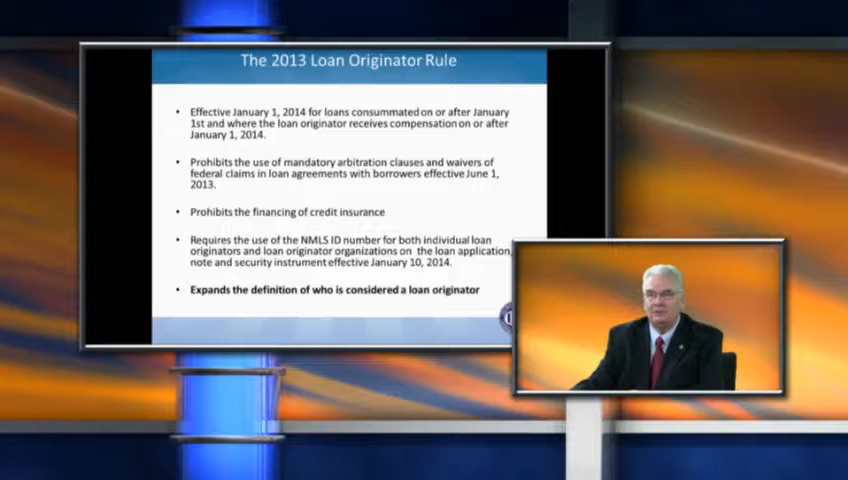 The 2013 Loan Originator Rule
• Effective January 1, 2014 for loans consummated on or after January
1st and where the loan originator receives compensation on or after
January 1, 2014.
• Prohibits the use of mandatory arbitration clauses and waivers of
federal claims in loan agreements with borrowers effective June 1,
2013.
• Prohibits the financing of credit insurance
• Requires the use of the NMLS ID number for both individual loan
originators and loan originator organizations on the loan application,
note and security instrument effective January 10, 2014.
• Expands the definition of who is considered a loan originator